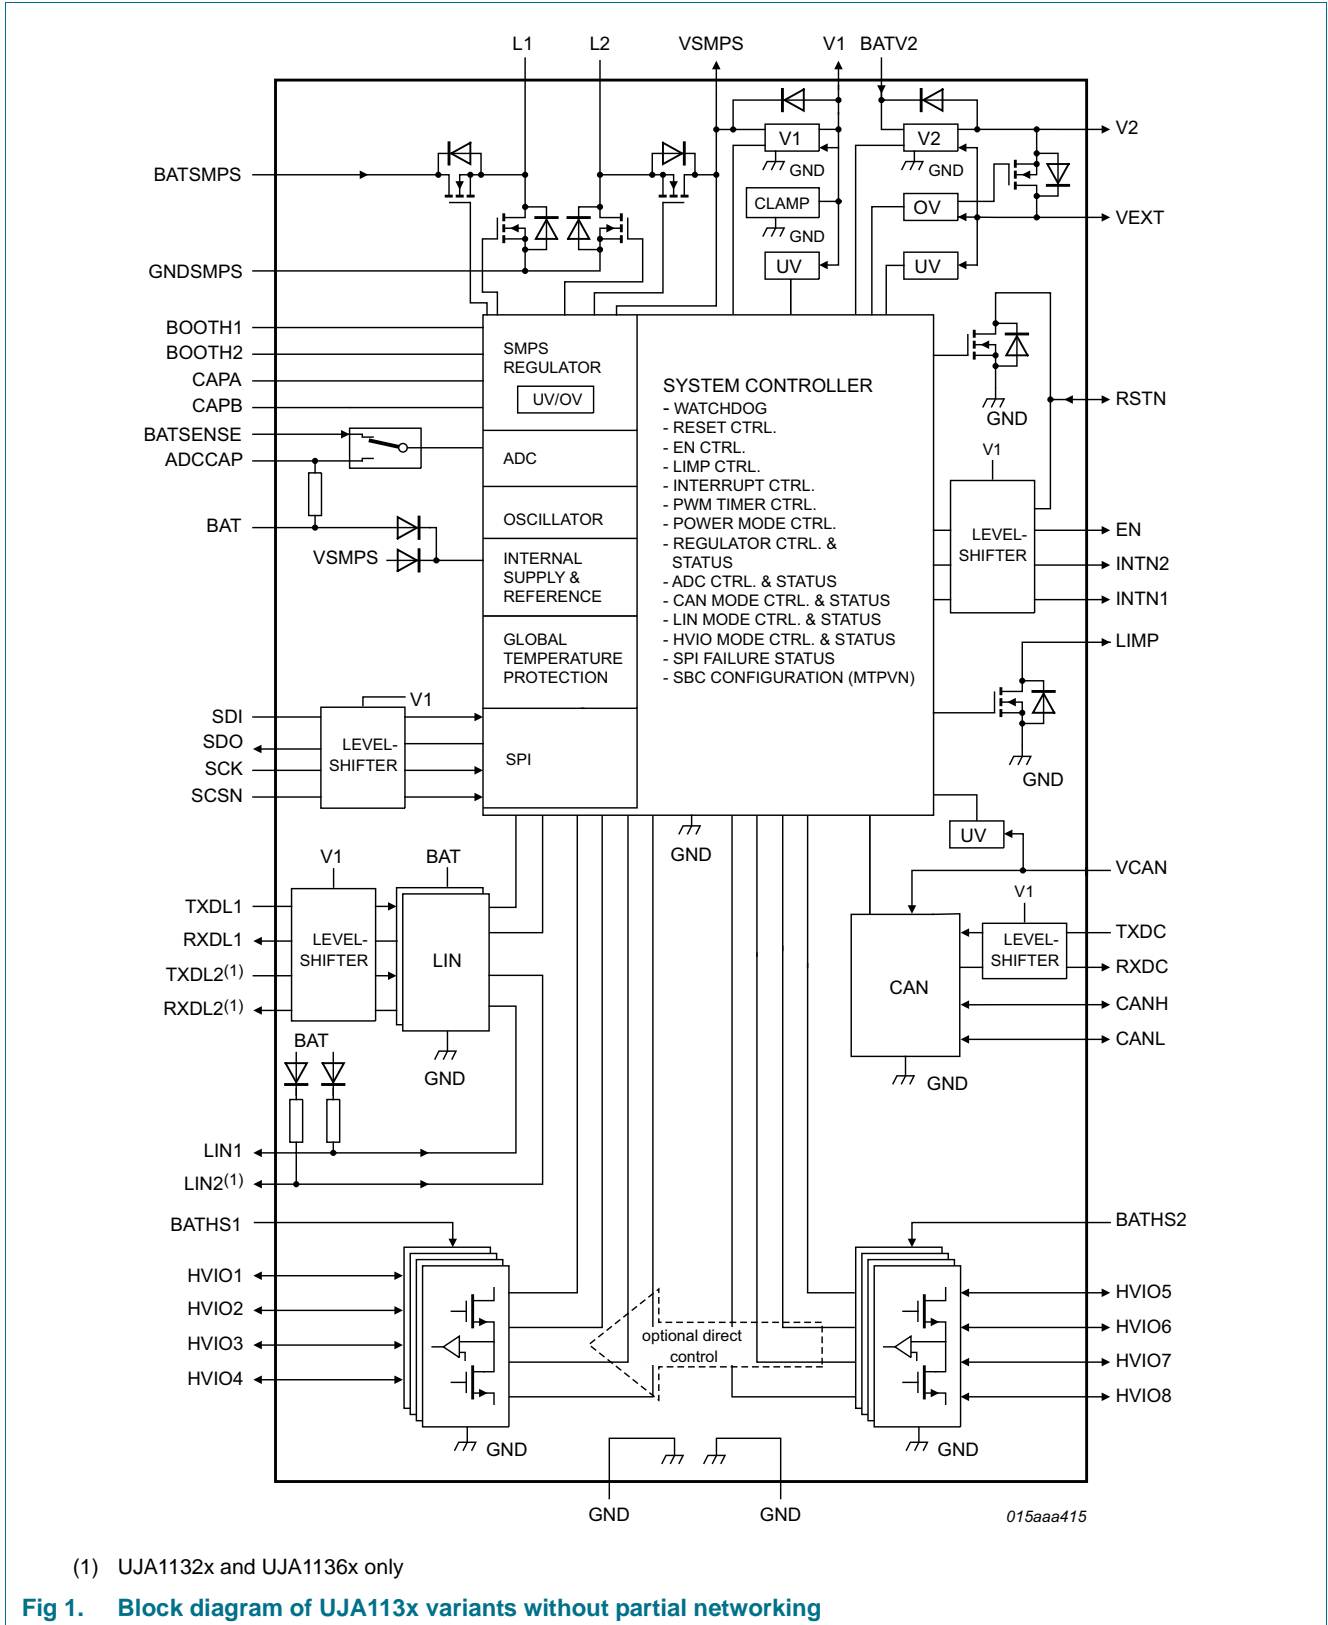 L1
L2
VSMPS
V1
BATV2
BATSMPS
GNDSMPS
BOOTH1
BOOTH2
CAPA
CAPB
BATSENSE
ADCCAP
BAT
VSMPS
V1
GND
CLAMP
GND
UV
V2
GND
OV
UV
V2
VEXT
SMPS
REGULATOR
UV/OV
ADC
OSCILLATOR
INTERNAL
SUPPLY &
REFERENCE
GLOBAL
TEMPERATURE
PROTECTION
SPI
SYSTEM CONTROLLER
- WATCHDOG
- RESET CTRL.
- EN CTRL.
- LIMP CTRL.
- INTERRUPT CTRL.
- PWM TIMER CTRL.
- POWER MODE CTRL.
- REGULATOR CTRL. &
STATUS
- ADC CTRL. & STATUS
- CAN MODE CTRL. & STATUS
- LIN MODE CTRL. & STATUS
- HVIO MODE CTRL. & STATUS
- SPI FAILURE STATUS
- SBC CONFIGURATION (MTPVN)
GND
RSTN
V1
LEVEL-
SHIFTER
EN
INTN2
INTN1
LIMP
GND
SDI
SDO
SCK
SCSN
V1
LEVEL-
SHIFTER
GND
UV
VCAN
V1
LEVEL-
SHIFTER
TXDC
RXDC
CAN
CANH
CANL
GND
V1
BAT
TXDL1
RXDL1
TXDL2(1)
RXDL2(1)
LEVEL-
SHIFTER
LIN
GND
BAT
LIN1
LIN2(1)
BATHS1
HVIO1
HVIO2
HVIO3
HVIO4
GND
optional direct
control
BATHS2
HVIO5
HVIO6
HVIO7
HVIO8
GND
GND
GND
015aaa415
(1) UJA1132x and UJA1136x only
Fig 1. Block diagram of UJA113x variants without partial networking